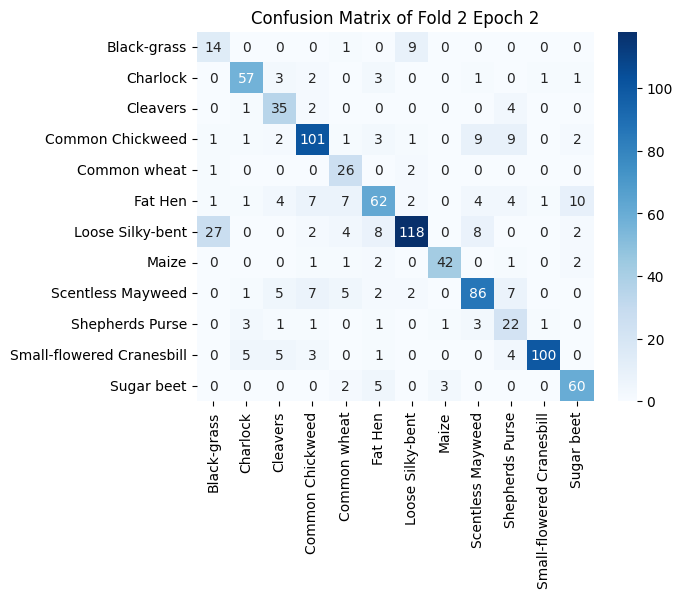 Confusion Matrix of Fold 2 Epoch 2
Black-grass 14 0 0 0 1 0 9 0 0 0 0 0
Charlock 0 57 3 2 0 3 0 0 1 0 1 1
Cleavers 0 1 35 2 0 0 0 0 0 4 0 0
Common Chickweed 1 1 2 101 1 3 1 0 9 9 0 2
Common wheat 1 0 0 0 26 0 2 0 0 0 0 0
Fat Hen 1 1 4 7 7 62 2 0 4 4 1 10
Loose Silky-bent 27 0 0 2 4 8 118 0 8 0 0 2
Maize 0 0 0 1 1 2 0 42 0 1 0 2
Scentless Mayweed 0 1 5 7 5 2 2 0 86 7 0 0
Shepherds Purse 0 3 1 1 0 1 0 1 3 22 1 0
Small-flowered Cranesbill 0 5 5 3 0 1 0 0 0 4 100 0
Sugar beet 0 0 0 0 2 5 0 3 0 0 0 60
Black-grass
Charlock
Cleavers
Common Chickweed
Common wheat
Fat Hen
Loose Silky-bent
Maize
Scentless Mayweed
Shepherds Purse
Small-flowered Cranesbill
Sugar beet
100
80
60
40
20
0